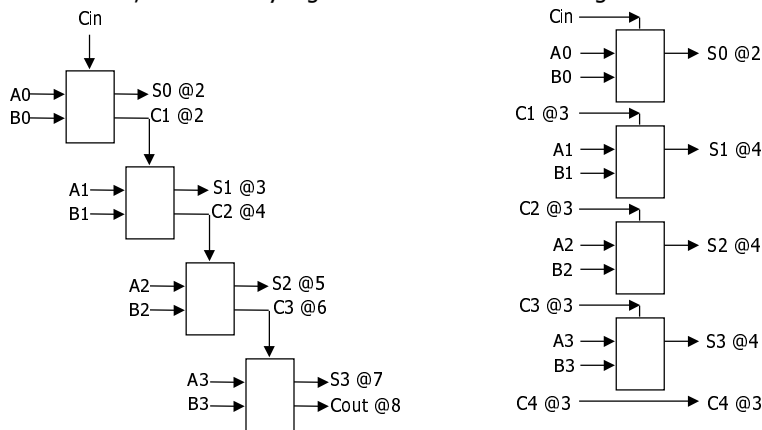 Cin
A0
B0
S0 @2
C1 @2
A1
B1
S1 @3
C2 @4
A2
B2
S2 @5
C3 @6
A3
B3
S3 @7
Cout @8
Cin
A0
B0
S0 @2
C1 @3
A1
B1
S1 @4
C2 @3
A2
B2
S2 @4
C3 @3
A3
B3
S3 @4
C4 @3
C4 @3